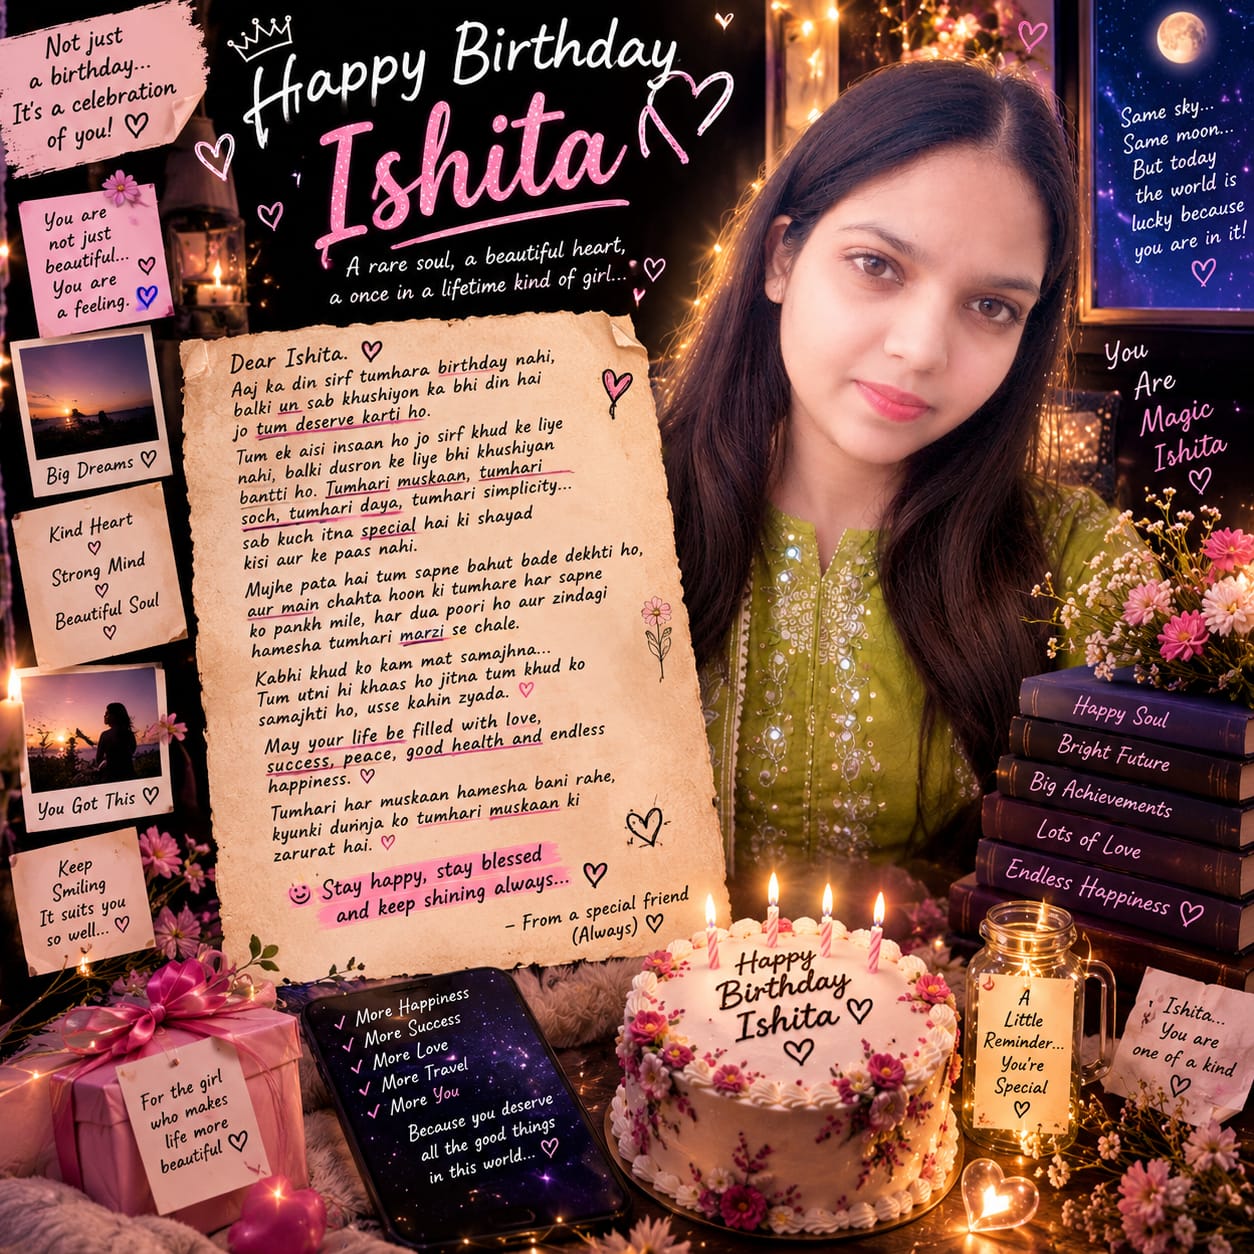 Not just
a birthday...
It's a celebration
of you! ♡
Happy Birthday
Ishita
A rare soul, a beautiful heart,
a once in a lifetime kind of girl...
You are
not just
beautiful...
You are
a feeling.
Big Dreams ♡
Kind Heart
♡
Strong Mind
♡
Beautiful Soul
♡
You Got This ♡
Keep
Smiling
It suits you
so well... ♡
Dear Ishita. ♡
Aaj ka din sirf tumhara birthday nahi,
balki un sab khushiyon ka bhi din hai
jo tum deserve karti ho.
Tum ek aisi insaan ho jo sirf khud ke liye
nahi, balki dusron ke liye bhi khushiyan
bantti ho. Tumhari muskaan, tumhari
soch, tumhari daya, tumhari simplicity...
sab kuch itna special hai ki shayad
kisi aur ke paas nahi.
Mujhe pata hai tum sapne bahut bade dekhti ho,
aur main chahta hoon ki tumhare har sapne
ko pankh mile, har dua poori ho aur zindagi
hamesha tumhari marzi se chale.
Kabhi khud ko kam mat samajhna...
Tum utni hi khaas ho jitna tum khud ko
samajhti ho, usse kahin zyada. ♡
May your life be filled with love,
success, peace, good health and endless
happiness. ♡
Tumhari har muskaan hamesha bani rahe,
kyunki duninja ko tumhari muskaan ki
zarurat hai. ♡
Stay happy, stay blessed
and keep shining always... ♡
– From a special friend
(Always) ♡
Same sky...
Same moon...
But today
the world is
lucky because
you are in it!
♡
You
Are
Magic
Ishita
♡
Happy Soul
Bright Future
Big Achievements
Lots of Love
Endless Happiness ♡
For the girl
who makes
life more
beautiful ♡
✓ More Happiness
✓ More Success
✓ More Love
✓ More Travel
✓ More You
Because you deserve
all the good things
in this world... ♡
Happy
Birthday
Ishita ♡
♡
A
Little
Reminder...
You're
Special
♡
Ishita...
You are
one of a kind
♡